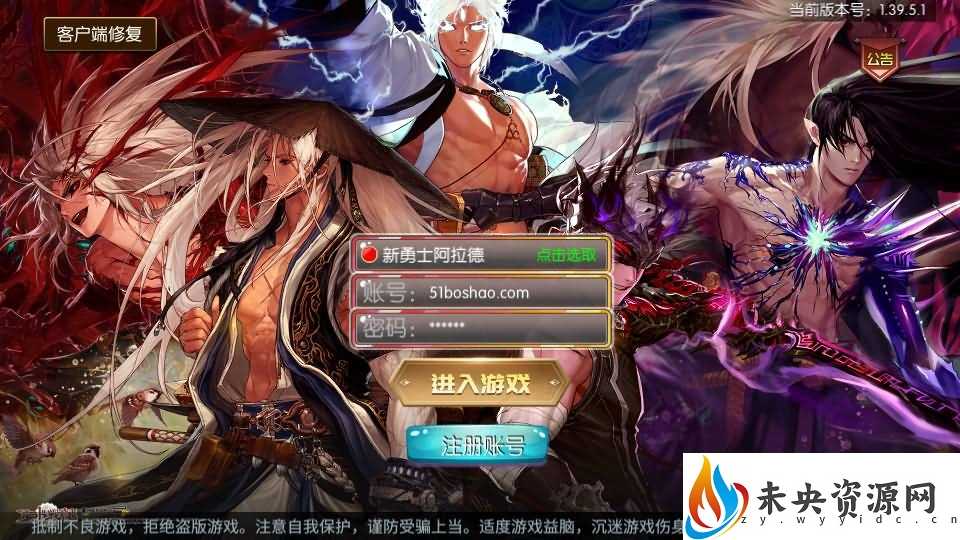 客户端修复
当前版本号：1.39.5.1
公告
新勇士阿拉德 点击选取
账号： 51boshao.com
密码： ******
进入游戏
注册账号
未央资源网
zy.wyyidc.cn
抵制不良游戏，拒绝盗版游戏。注意自我保护，谨防受骗上当。适度游戏益脑，沉迷游戏伤身